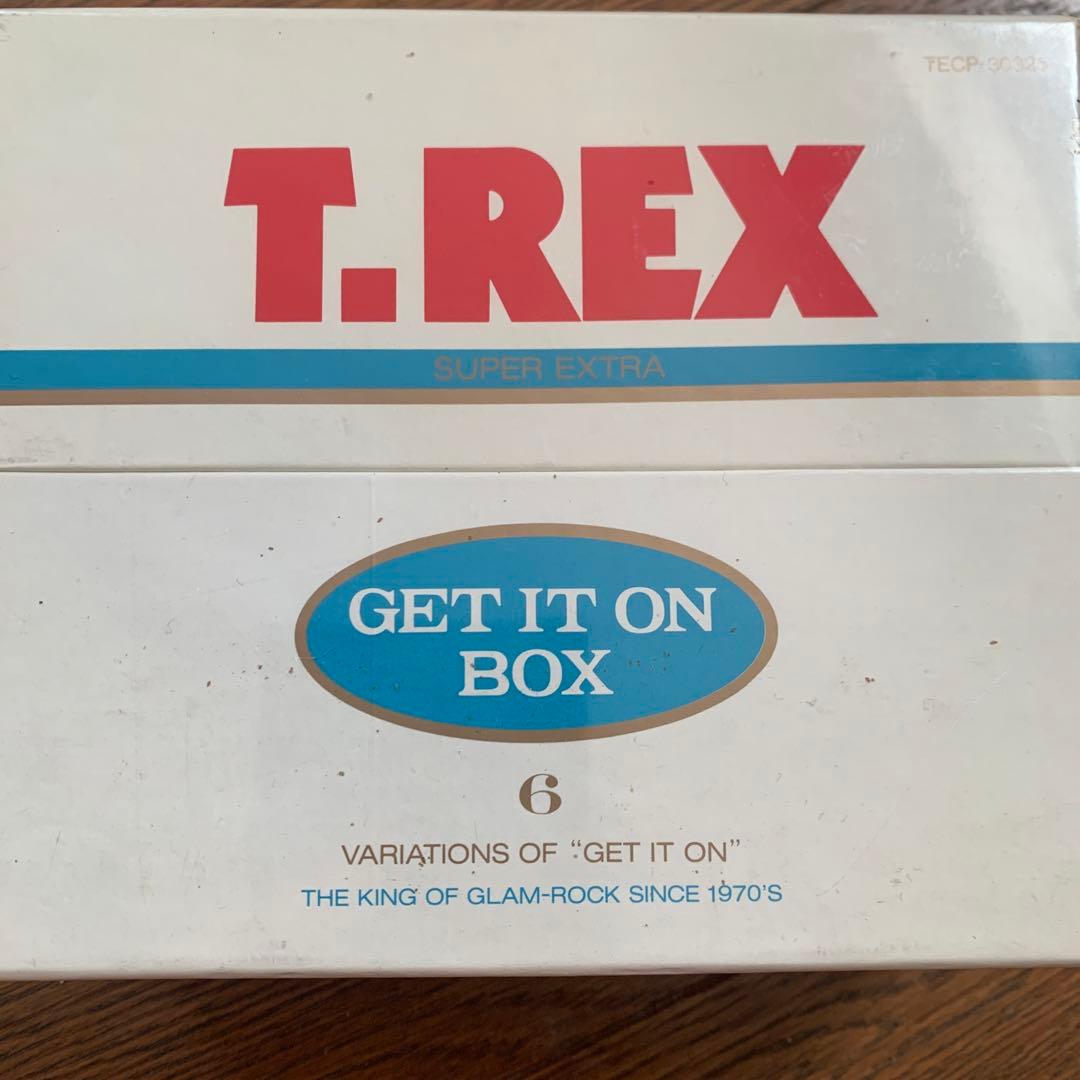 TECP-30325
T.REX
SUPER EXTRA
GET IT ON
BOX
6
VARIATIONS OF "GET IT ON"
THE KING OF GLAM-ROCK SINCE 1970'S